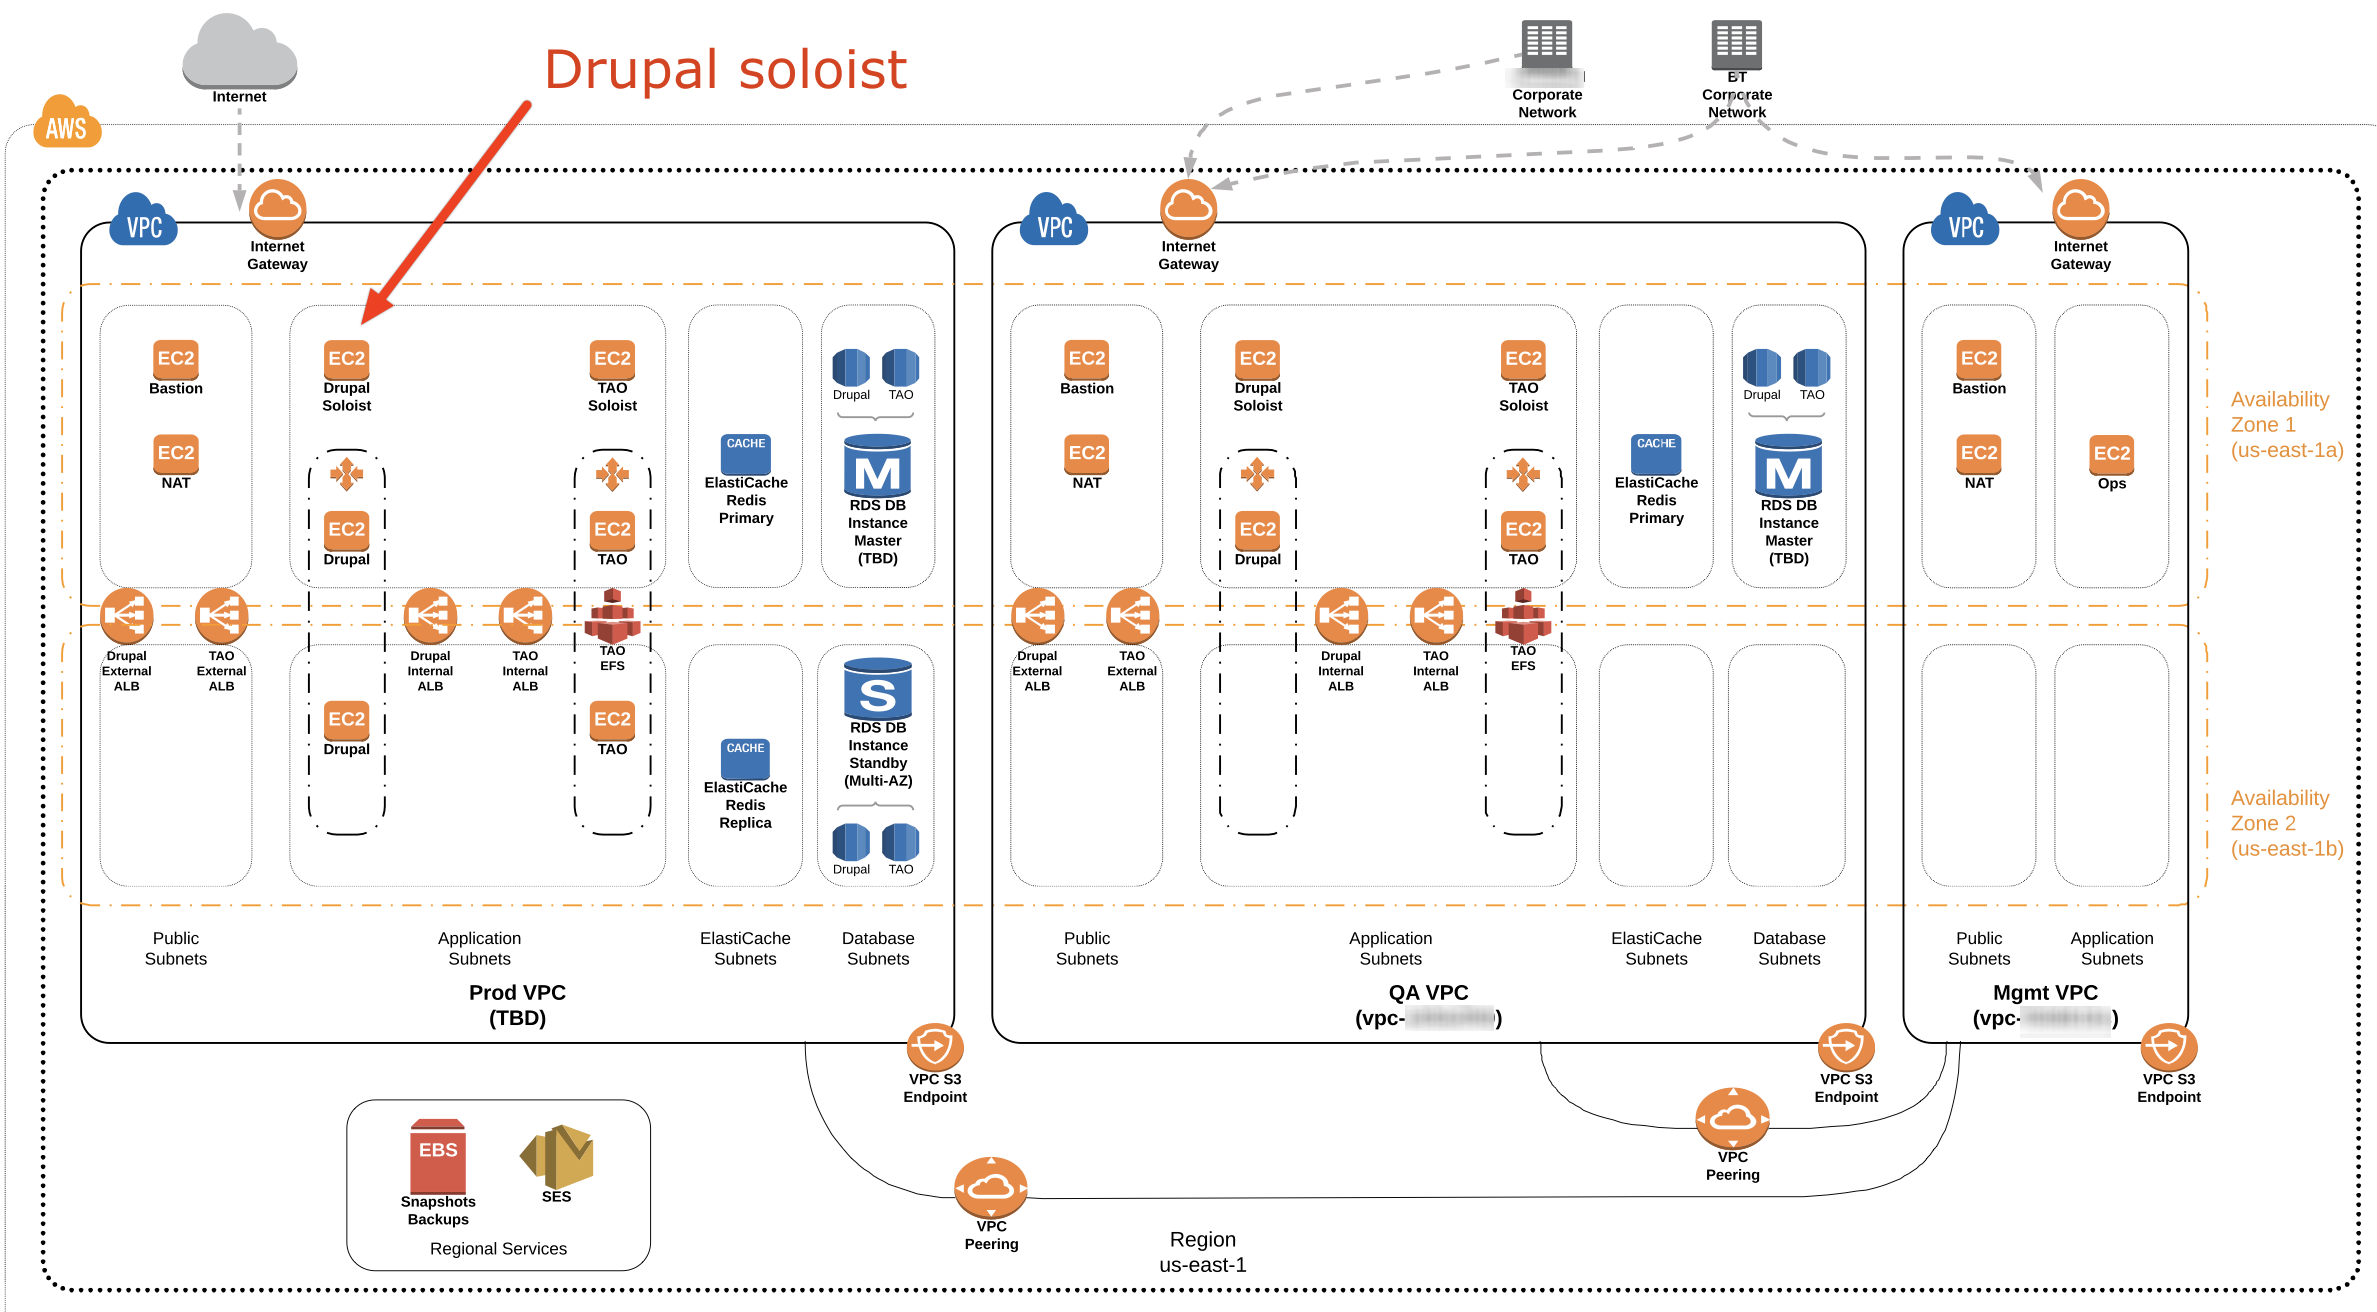 Drupal soloist
Internet
AWS
Corporate
Network
BT
Corporate
Network
VPC
Internet
Gateway
VPC
Internet
Gateway
VPC
Internet
Gateway
EC2
Bastion
EC2
NAT
EC2
Drupal
Soloist
EC2
TAO
Soloist
EC2
Drupal
EC2
TAO
CACHE
ElastiCache
Redis
Primary
Drupal
TAO
M
RDS DB
Instance
Master
(TBD)
Drupal
External
ALB
TAO
External
ALB
Drupal
Internal
ALB
TAO
Internal
ALB
TAO
EFS
EC2
Drupal
EC2
TAO
CACHE
ElastiCache
Redis
Replica
S
RDS DB
Instance
Standby
(Multi-AZ)
Drupal
TAO
Public
Subnets
Application
Subnets
ElastiCache
Subnets
Database
Subnets
Prod VPC
(TBD)
VPC S3
Endpoint
EC2
Bastion
EC2
NAT
EC2
Drupal
Soloist
EC2
TAO
Soloist
EC2
Drupal
EC2
TAO
CACHE
ElastiCache
Redis
Primary
Drupal
TAO
M
RDS DB
Instance
Master
(TBD)
Drupal
External
ALB
TAO
External
ALB
Drupal
Internal
ALB
TAO
Internal
ALB
TAO
EFS
Public
Subnets
Application
Subnets
ElastiCache
Subnets
Database
Subnets
QA VPC
(vpc- )
VPC S3
Endpoint
EC2
Bastion
EC2
NAT
EC2
Ops
Public
Subnets
Application
Subnets
Mgmt VPC
(vpc- )
VPC S3
Endpoint
Availability
Zone 1
(us-east-1a)
Availability
Zone 2
(us-east-1b)
VPC
Peering
VPC
Peering
EBS
Snapshots
Backups
SES
Regional Services
Region
us-east-1